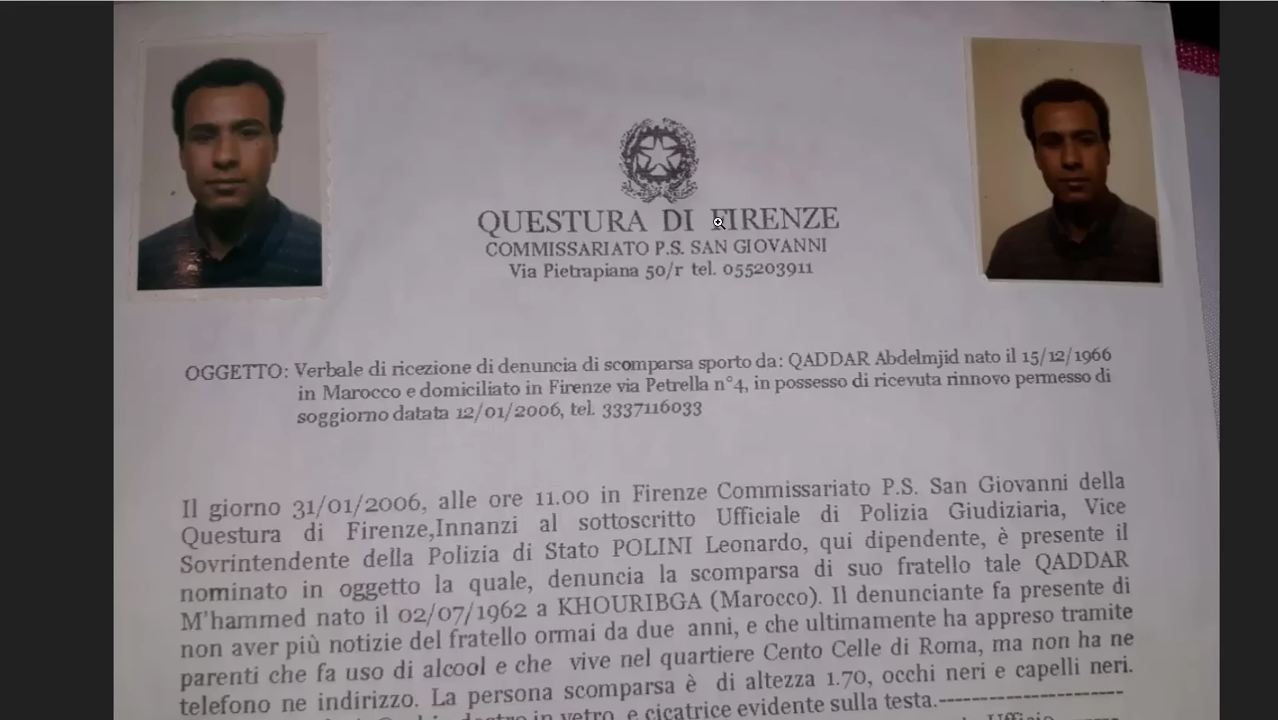 QUESTURA DI FIRENZE
COMMISSARIATO P.S. SAN GIOVANNI
Via Pietrapiana 50/r tel. 055203911
OGGETTO: Verbale di ricezione di denuncia di scomparsa sporto da: QADDAR Abdelmjid nato il 15/12/1966
in Marocco e domiciliato in Firenze via Petrella n°4, in possesso di ricevuta rinnovo permesso di
soggiorno datata 12/01/2006, tel. 3337116033
Il giorno 31/01/2006, alle ore 11.00 in Firenze Commissariato P.S. San Giovanni della
Questura di Firenze,Innanzi al sottoscritto Ufficiale di Polizia Giudiziaria, Vice
Sovrintendente della Polizia di Stato POLINI Leonardo, qui dipendente, è presente il
nominato in oggetto la quale, denuncia la scomparsa di suo fratello tale QADDAR
M'hammed nato il 02/07/1962 a KHOURIBGA (Marocco). Il denunciante fa presente di
non aver più notizie del fratello ormai da due anni, e che ultimamente ha appreso tramite
parenti che fa uso di alcool e che vive nel quartiere Cento Celle di Roma, ma non ha ne
telefono ne indirizzo. La persona scomparsa è di altezza 1.70, occhi neri e capelli neri.
in vetro e cicatrice evidente sulla testa.-----------------------